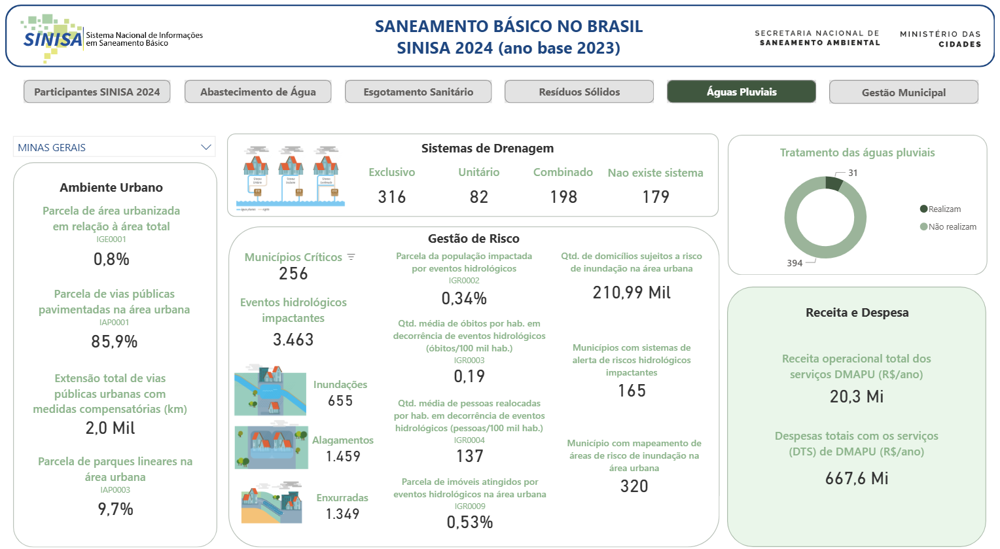 SINISA
Sistema Nacional de Informações
em Saneamento Básico
SANEAMENTO BÁSICO NO BRASIL
SINISA 2024 (ano base 2023)
SECRETARIA NACIONAL DE
SANEAMENTO AMBIENTAL
MINISTÉRIO DAS
CIDADES
Participantes SINISA 2024
Abastecimento de Água
Esgotamento Sanitário
Resíduos Sólidos
Águas Pluviais
Gestão Municipal
MINAS GERAIS
Ambiente Urbano
Parcela de área urbanizada
em relação à área total
IGE0001
0,8%
Parcela de vias públicas
pavimentadas na área urbana
IAP0001
85,9%
Extensão total de vias
públicas urbanas com
medidas compensatórias (km)
2,0 Mil
Parcela de parques lineares na
área urbana
IAP0003
9,7%
Sistemas de Drenagem
Exclusivo
316
Unitário
82
Combinado
198
Nao existe sistema
179
Gestão de Risco
Municípios Críticos
256
Eventos hidrológicos
impactantes
3.463
Inundações
655
Alagamentos
1.459
Enxurradas
1.349
Parcela da população impactada
por eventos hidrológicos
IGR0002
0,34%
Qtd. média de óbitos por hab. em
decorrência de eventos hidrológicos
(óbitos/100 mil hab.)
IGR0003
0,19
Qtd. média de pessoas realocadas
por hab. em decorrência de eventos
hidrológicos (pessoas/100 mil hab.)
IGR0004
137
Parcela de imóveis atingidos por
eventos hidrológicos na área urbana
IGR0009
0,53%
Qtd. de domicílios sujeitos a risco
de inundação na área urbana
210,99 Mil
Municípios com sistemas de
alerta de riscos hidrológicos
impactantes
165
Município com mapeamento de
áreas de risco de inundação na
área urbana
320
Tratamento das águas pluviais
31
394
Realizam
Não realizam
Receita e Despesa
Receita operacional total dos
serviços DMAPU (R$/ano)
20,3 Mi
Despesas totais com os serviços
(DTS) de DMAPU (R$/ano)
667,6 Mi